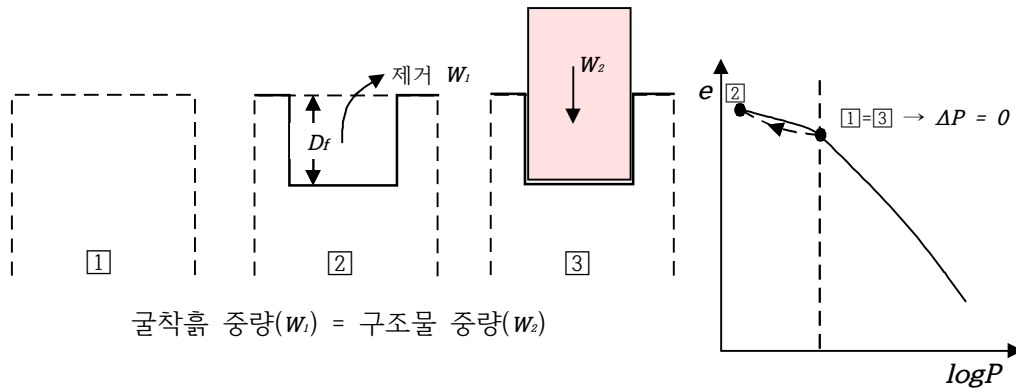 제거 W₁
D_f
W₂
1
2
3
굴착흙 중량(W₁) = 구조물 중량(W₂)
e
2
1=3 → ΔP = 0
logP